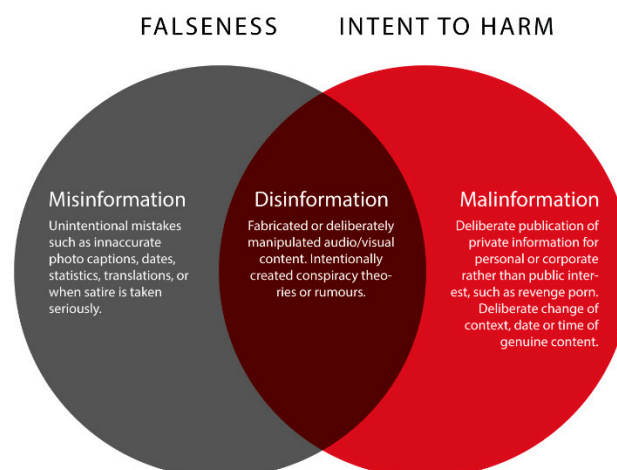 FALSENESS
INTENT TO HARM
Misinformation
Unintentional mistakes
such as innaccurate
photo captions, dates,
statistics, translations, or
when satire is taken
seriously.
Disinformation
Fabricated or deliberately
manipulated audio/visual
content. Intentionally
created conspiracy theo-
ries or rumours.
Malinformation
Deliberate publication of
private information for
personal or corporate
rather than public inter-
est, such as revenge porn.
Deliberate change of
context, date or time of
genuine content.